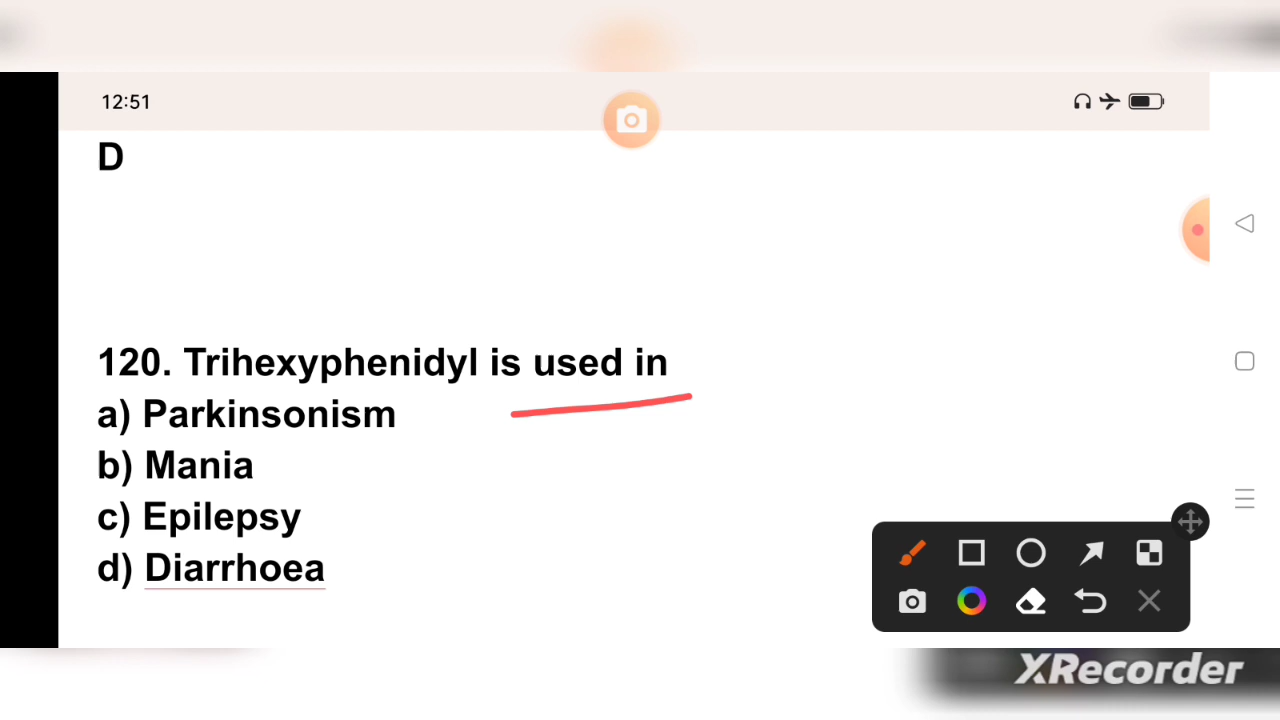 12:51
D
120. Trihexyphenidyl is used in
a) Parkinsonism
b) Mania
c) Epilepsy
d) Diarrhoea
XRecorder